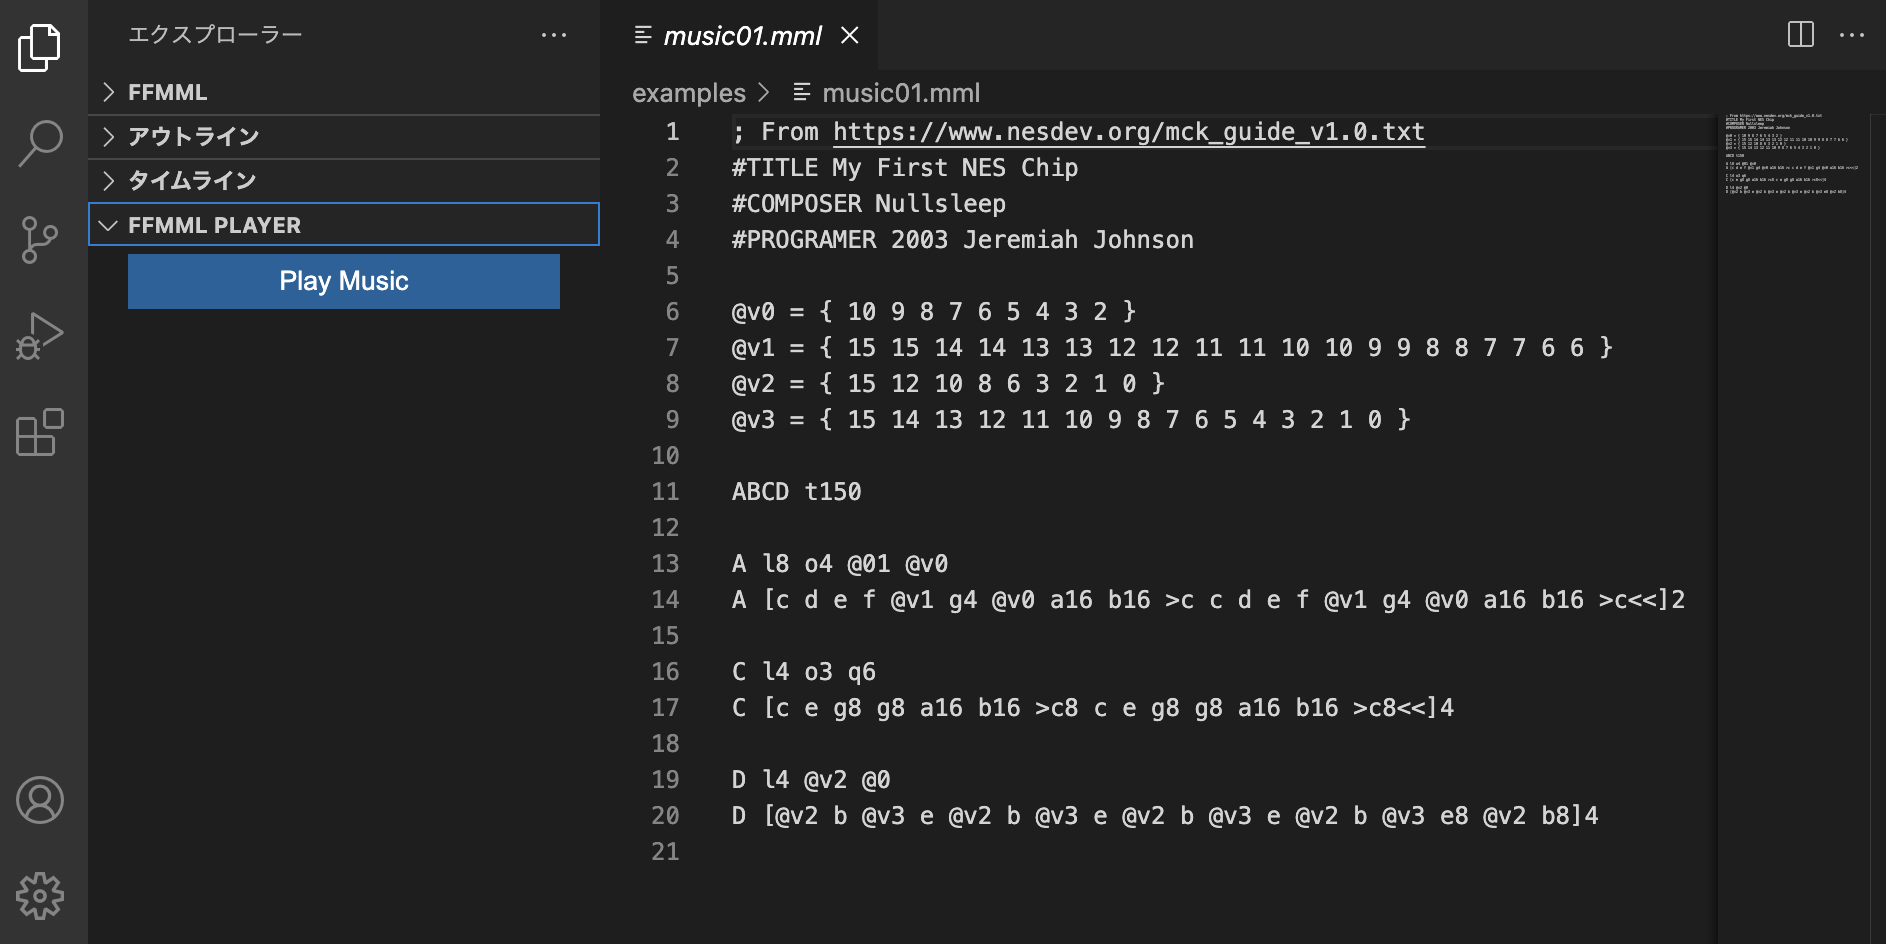 エクスプローラー
FFMML
アウトライン
タイムライン
FFMML PLAYER
Play Music
music01.mml
examples > music01.mml
1 ; From https://www.nesdev.org/mck_guide_v1.0.txt
2 #TITLE My First NES Chip
3 #COMPOSER Nullsleep
4 #PROGRAMER 2003 Jeremiah Johnson
5
6 @v0 = { 10 9 8 7 6 5 4 3 2 }
7 @v1 = { 15 15 14 14 13 13 12 12 11 11 10 10 9 9 8 8 7 7 6 6 }
8 @v2 = { 15 12 10 8 6 3 2 1 0 }
9 @v3 = { 15 14 13 12 11 10 9 8 7 6 5 4 3 2 1 0 }
10
11 ABCD t150
12
13 A l8 o4 @01 @v0
14 A [c d e f @v1 g4 @v0 a16 b16 >c c d e f @v1 g4 @v0 a16 b16 >c<<]2
15
16 C l4 o3 q6
17 C [c e g8 g8 a16 b16 >c8 c e g8 g8 a16 b16 >c8<<]4
18
19 D l4 @v2 @0
20 D [@v2 b @v3 e @v2 b @v3 e @v2 b @v3 e @v2 b @v3 e8 @v2 b8]4
21